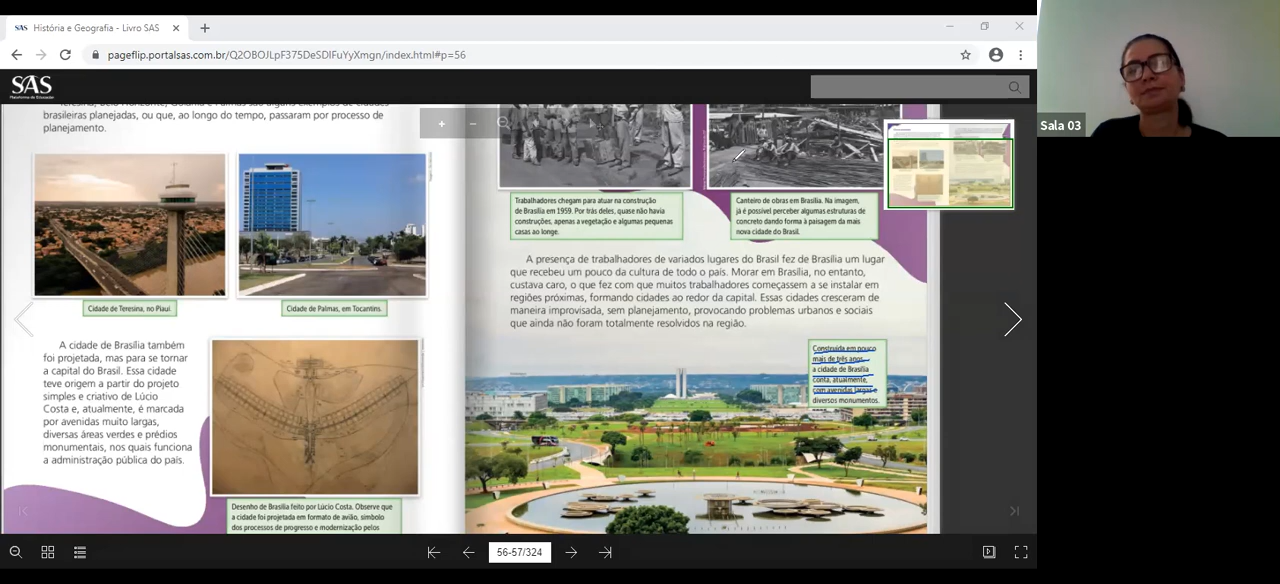 SAS História e Geografia - Livro SAS
pageflip.portalsas.com.br/Q2OBOJLpF375DeSDIFuYyXmgn/index.html#p=56
SAS
Sala 03
Teresina, Belo Horizonte, Goiânia e Palmas são alguns exemplos de cidades
brasileiras planejadas, ou que, ao longo do tempo, passaram por processo de
planejamento.
Cidade de Teresina, no Piauí.
Cidade de Palmas, em Tocantins.
A cidade de Brasília também
foi projetada, mas para se tornar
a capital do Brasil. Essa cidade
teve origem a partir do projeto
simples e criativo de Lúcio
Costa e, atualmente, é marcada
por avenidas muito largas,
diversas áreas verdes e prédios
monumentais, nos quais funciona
a administração pública do país.
Desenho de Brasília feito por Lúcio Costa. Observe que
a cidade foi projetada em formato de avião, símbolo
dos processos de progresso e modernização pelos
Trabalhadores chegam para atuar na construção
de Brasília em 1959. Por trás deles, quase não havia
construções, apenas a vegetação e algumas pequenas
casas ao longe.
Canteiro de obras em Brasília. Na imagem,
já é possível perceber algumas estruturas de
concreto dando forma à paisagem da mais
nova cidade do Brasil.
A presença de trabalhadores de variados lugares do Brasil fez de Brasília um lugar
que recebeu um pouco da cultura de todo o país. Morar em Brasília, no entanto,
custava caro, o que fez com que muitos trabalhadores começassem a se instalar em
regiões próximas, formando cidades ao redor da capital. Essas cidades cresceram de
maneira improvisada, sem planejamento, provocando problemas urbanos e sociais
que ainda não foram totalmente resolvidos na região.
Construída em pouco
mais de três anos,
a cidade de Brasília
conta, atualmente,
com avenidas largas e
diversos monumentos.
56-57/324